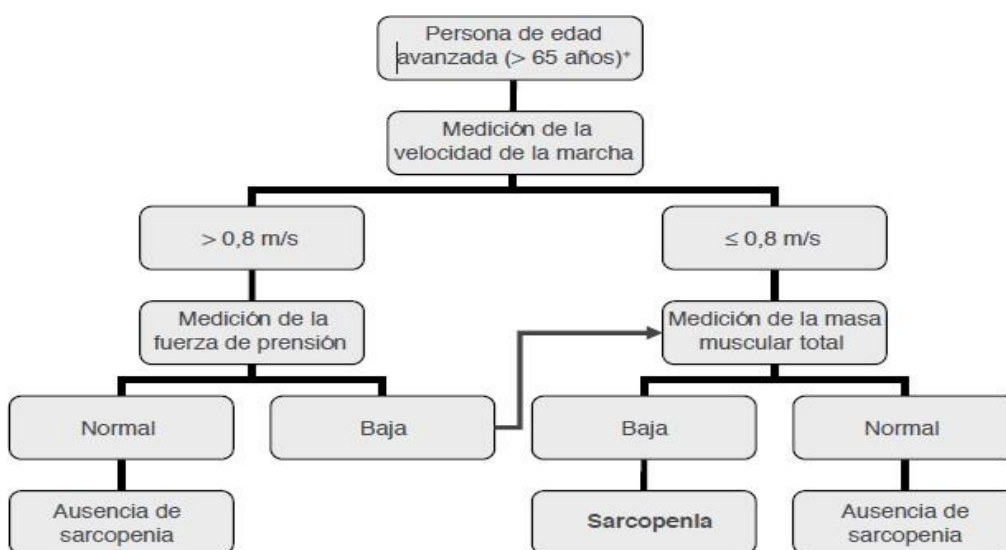 Persona de edad
avanzada (> 65 años)*
Medición de la
velocidad de la marcha
> 0,8 m/s
≤ 0,8 m/s
Medición de la
fuerza de prensión
Medición de la masa
muscular total
Normal
Baja
Baja
Normal
Ausencia de
sarcopenia
Sarcopenia
Ausencia de
sarcopenia